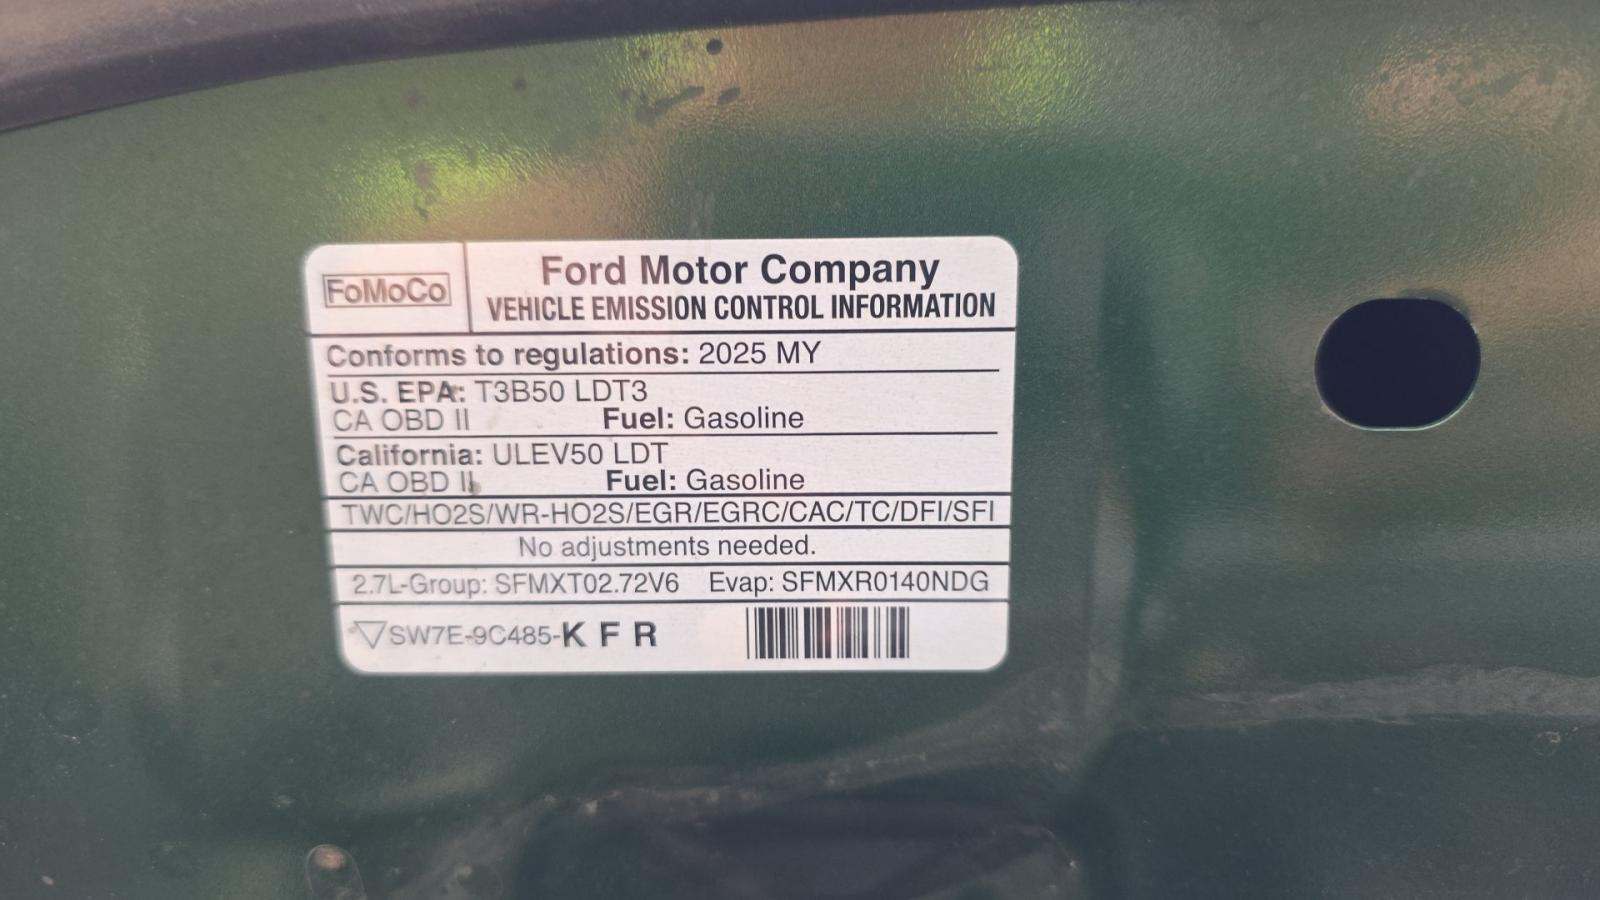 FoMoCo
Ford Motor Company
VEHICLE EMISSION CONTROL INFORMATION
Conforms to regulations: 2025 MY
U.S. EPA: T3B50 LDT3
CA OBD II Fuel: Gasoline
California: ULEV50 LDT
CA OBD II Fuel: Gasoline
TWC/HO2S/WR-HO2S/EGR/EGRC/CAC/TC/DFI/SFI
No adjustments needed.
2.7L-Group: SFMXT02.72V6 Evap: SFMXR0140NDG
SW7E-9C485-K F R